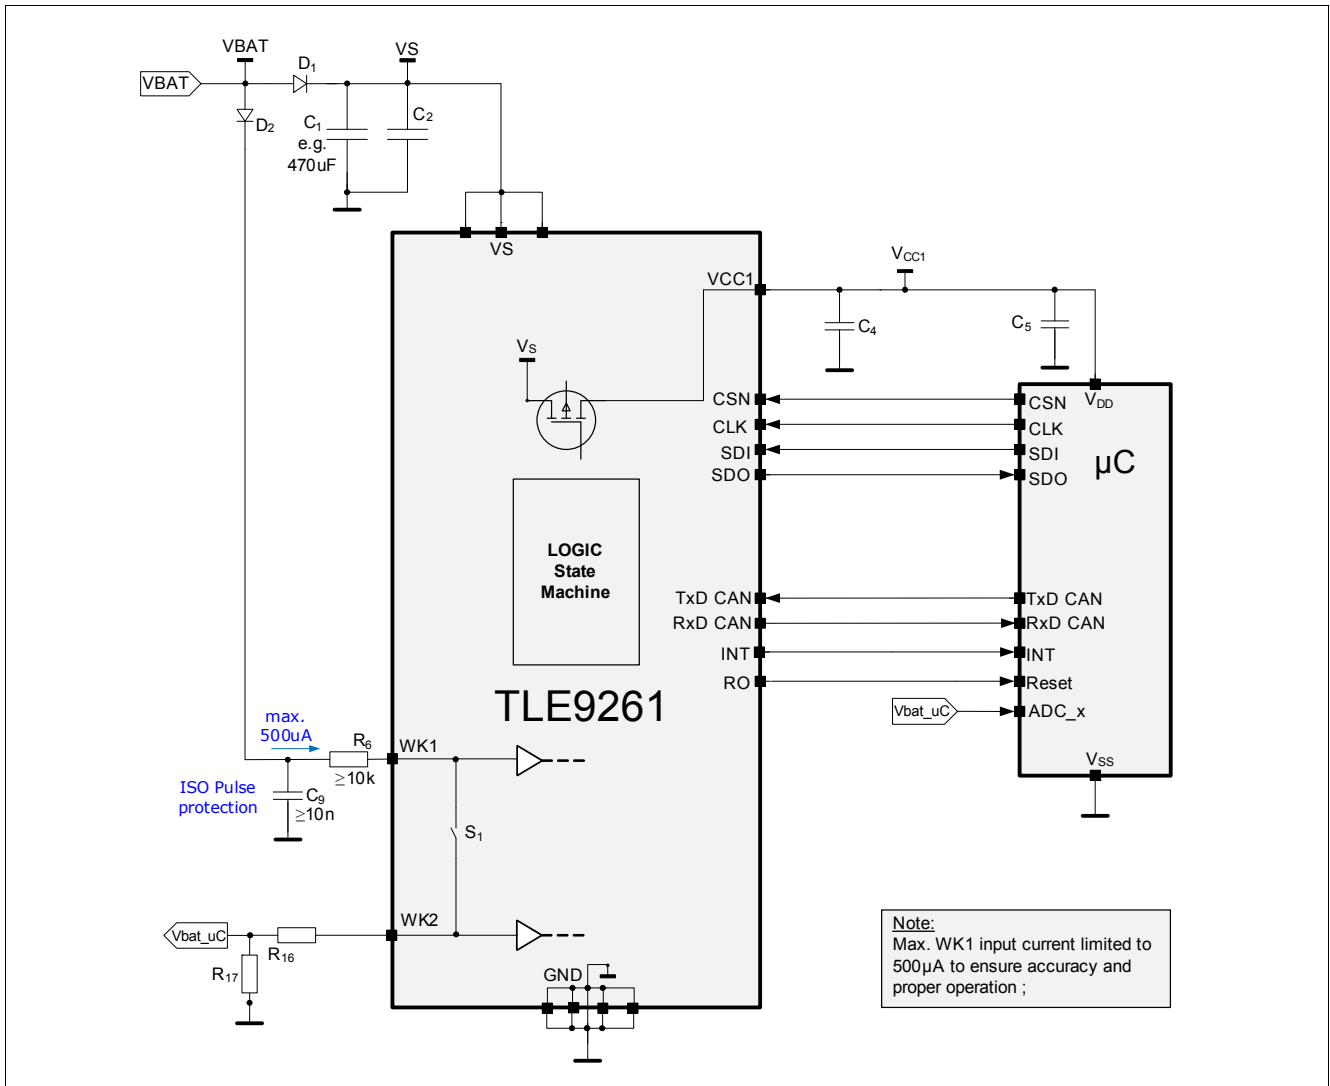 VBAT
VS
VBAT
D1
D2
C1
e.g.
470uF
C2
VS
VCC1
VCC1
C4
C5
VS
CSN
CLK
SDI
SDO
CSN
VDD
CLK
SDI
SDO
µC
LOGIC
State
Machine
TxD CAN
RxD CAN
INT
RO
TxD CAN
RxD CAN
INT
Reset
ADC_x
Vbat_uC
VSS
TLE9261
max.
500uA
R6
≥10k
WK1
ISO Pulse
protection
C9
≥10n
S1
WK2
Vbat_uC
R16
R17
GND
Note:
Max. WK1 input current limited to
500µA to ensure accuracy and
proper operation ;